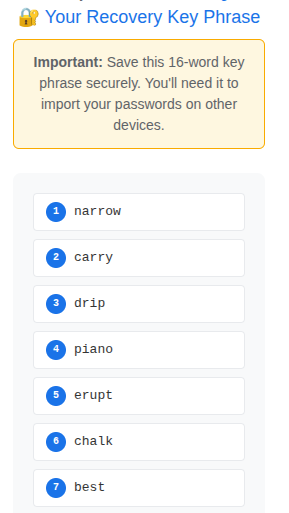 🔐 Your Recovery Key Phrase
Important: Save this 16-word key
phrase securely. You'll need it to
import your passwords on other
devices.
1 narrow
2 carry
3 drip
4 piano
5 erupt
6 chalk
7 best